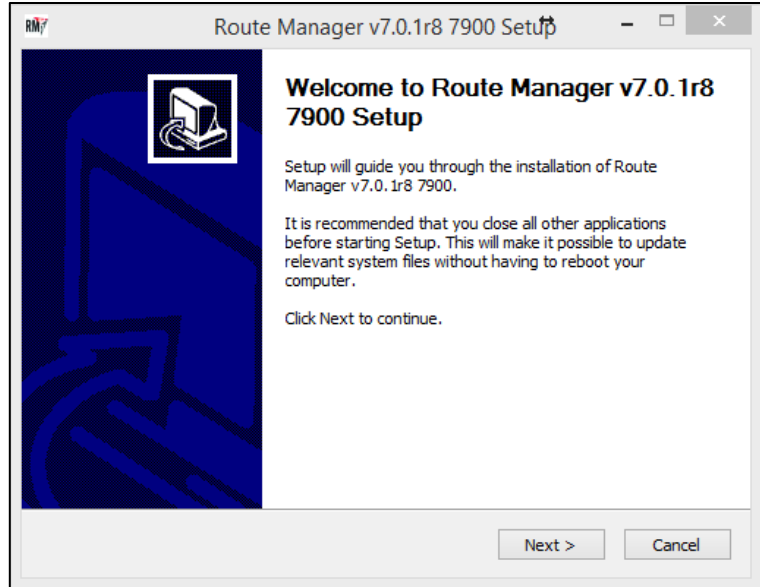 RM7
Route Manager v7.0.1r8 7900 Setup
Welcome to Route Manager v7.0.1r8
7900 Setup
Setup will guide you through the installation of Route
Manager v7.0.1r8 7900.
It is recommended that you close all other applications
before starting Setup. This will make it possible to update
relevant system files without having to reboot your
computer.
Click Next to continue.
Next >
Cancel